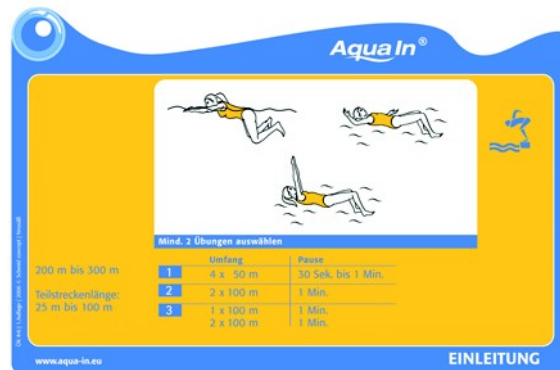 Aqua In ®
Mind. 2 Übungen auswählen
Umfang Pause
200 m bis 300 m
Teilstreckenlänge:
25 m bis 100 m
1 4 x 50 m 30 Sek. bis 1 Min.
2 2 x 100 m 1 Min.
3 1 x 100 m 1 Min.
2 x 100 m 1 Min.
www.aqua-in.eu
EINLEITUNG